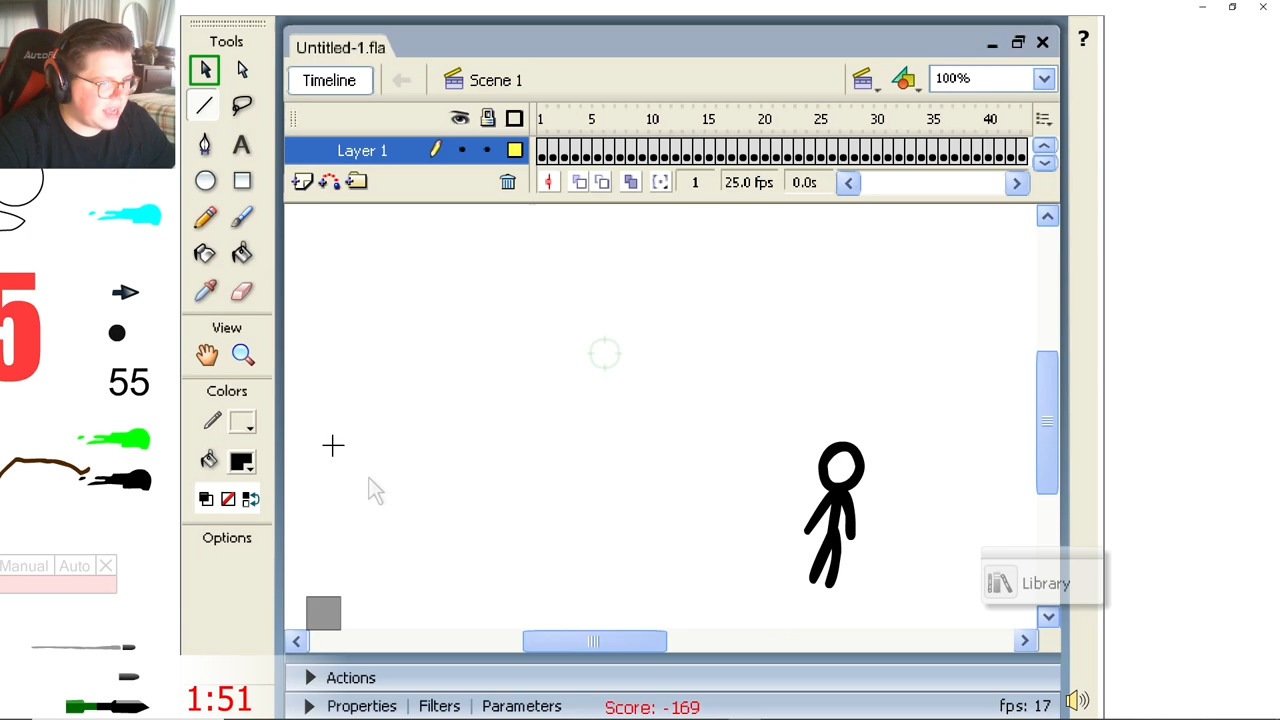 Tools
Untitled-1.fla
?
Timeline
Scene 1
100%
1 5 10 15 20 25 30 35 40
Layer 1
A
1 25.0 fps 0.0s
View
5
Colors
55
Options
Manual Auto
Library
Actions
1:51
Properties Filters Parameters Score: -169 fps: 17